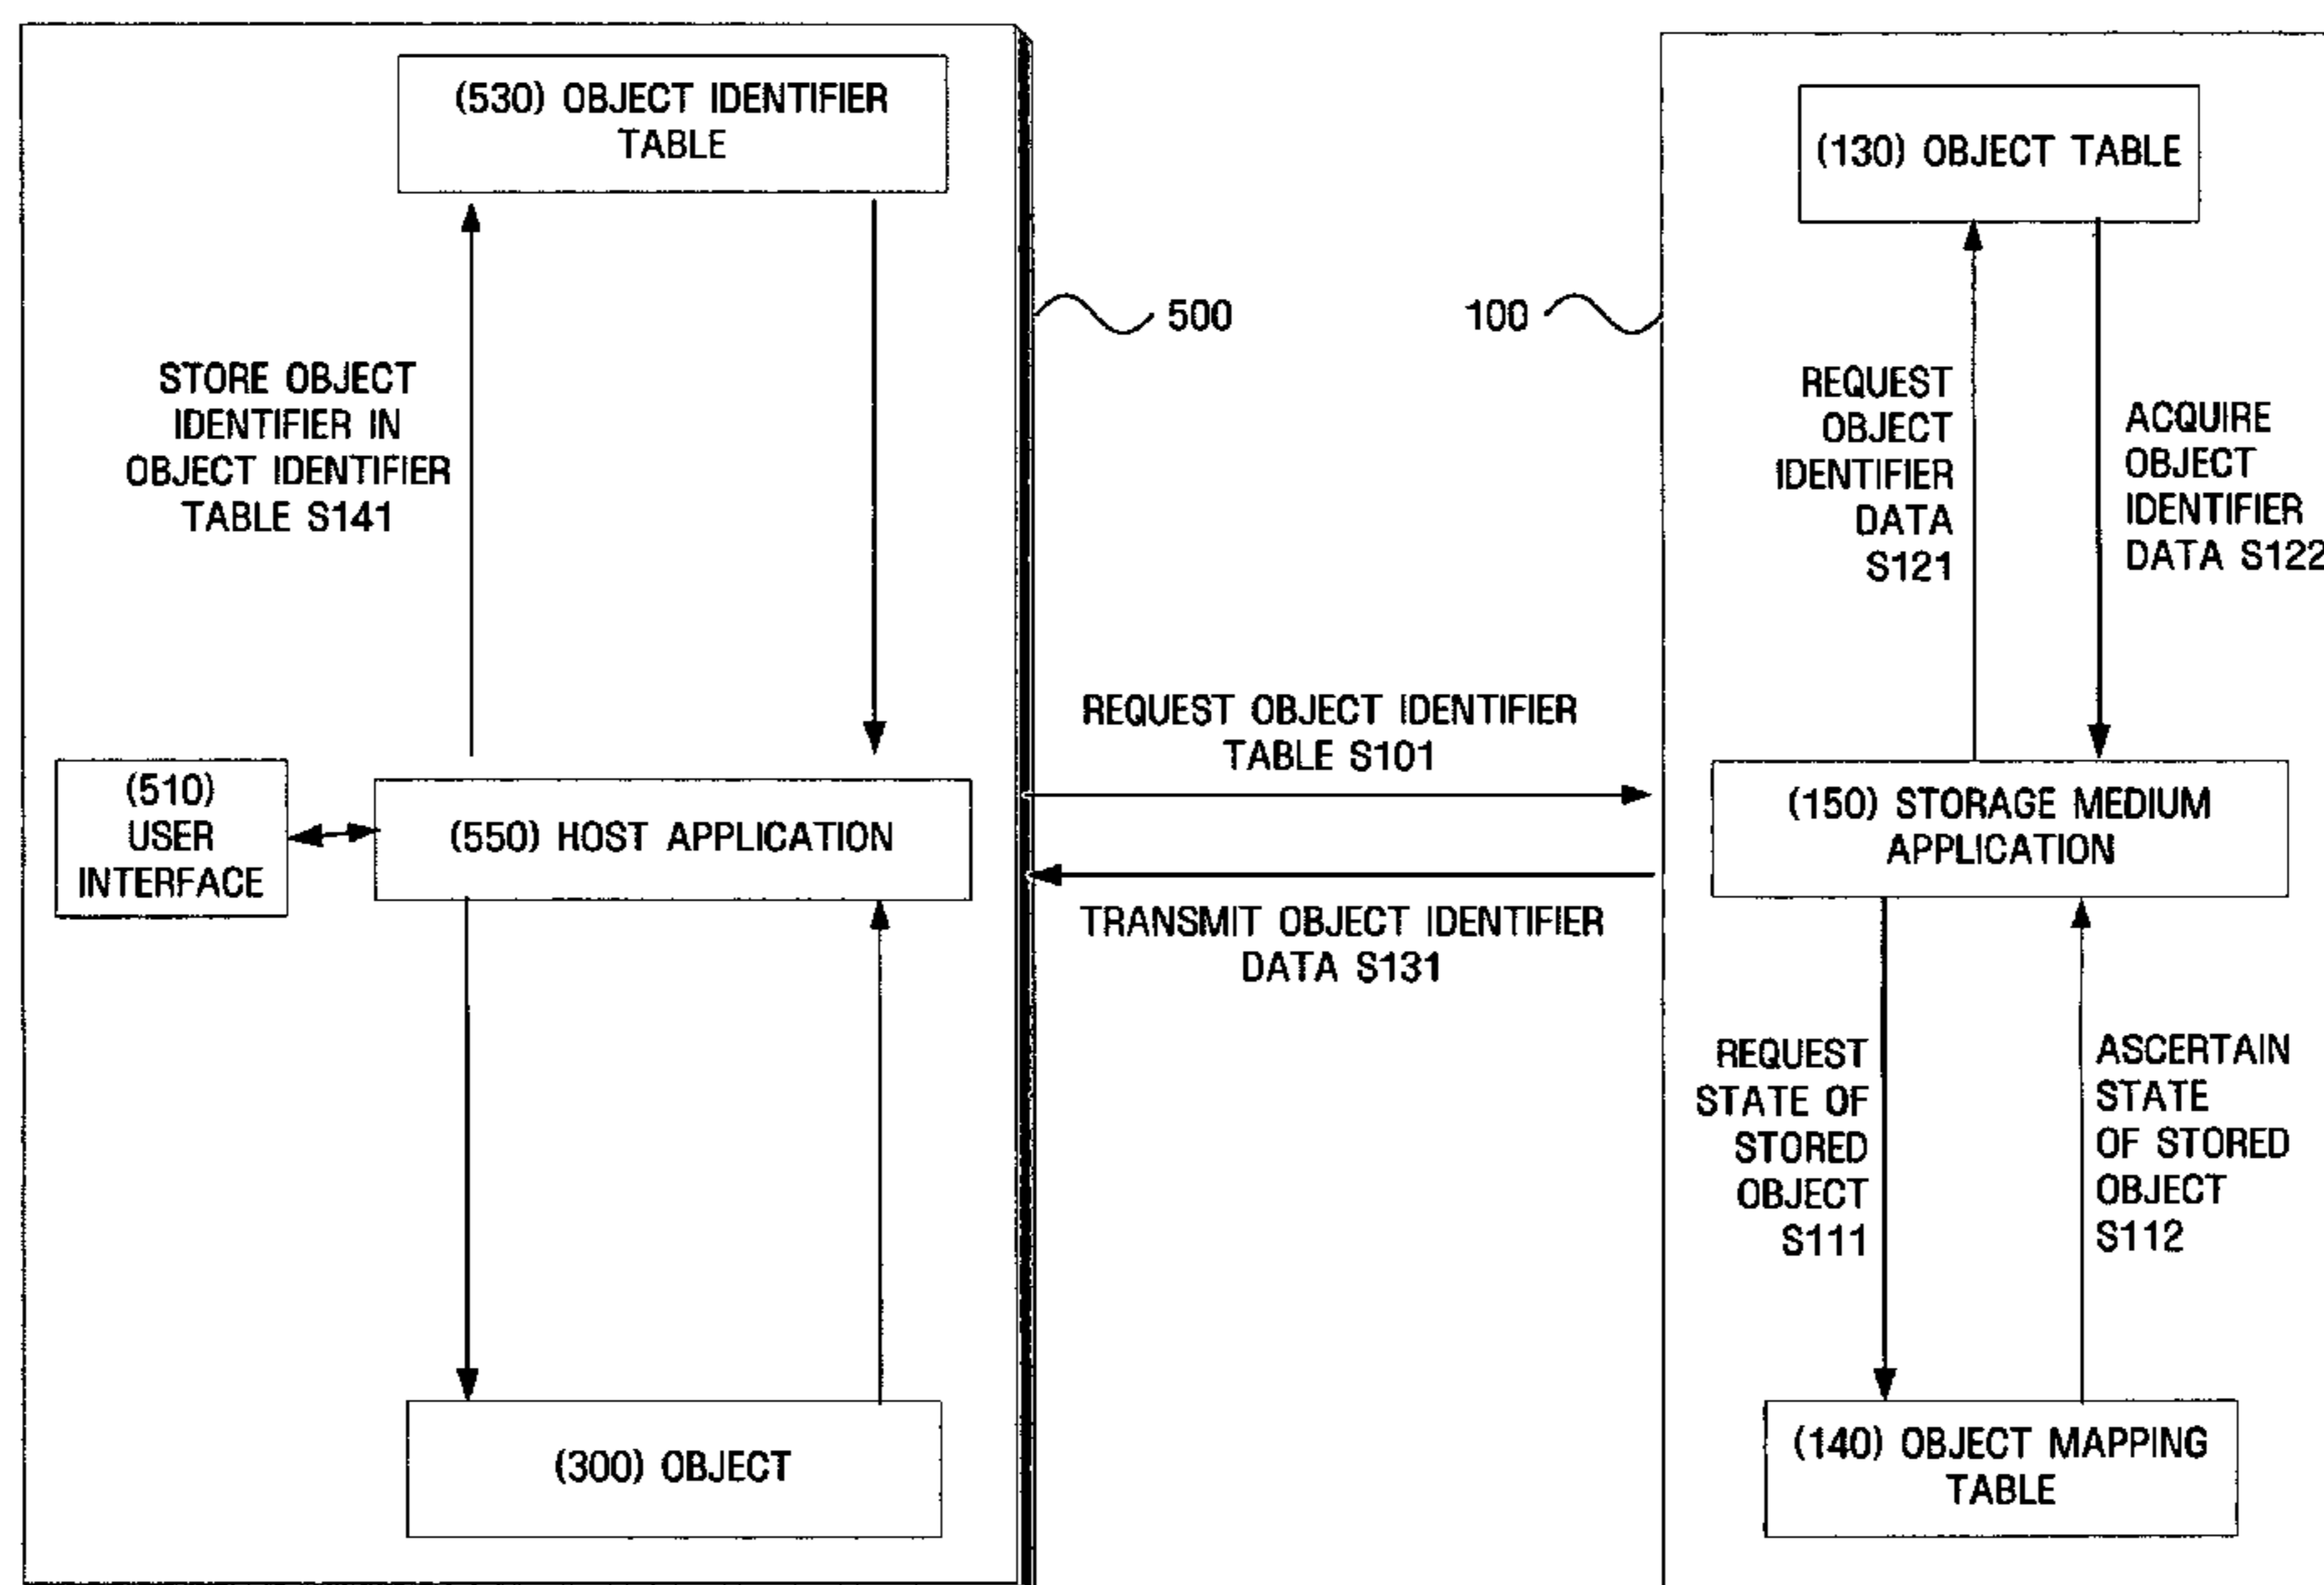 (530) OBJECT IDENTIFIER
TABLE
STORE OBJECT
IDENTIFIER IN
OBJECT IDENTIFIER
TABLE S141
(510)
USER
INTERFACE
(550) HOST APPLICATION
(300) OBJECT
500
100
REQUEST OBJECT IDENTIFIER
TABLE S101
TRANSMIT OBJECT IDENTIFIER
DATA S131
(130) OBJECT TABLE
REQUEST
OBJECT
IDENTIFIER
DATA
S121
ACQUIRE
OBJECT
IDENTIFIER
DATA S122
(150) STORAGE MEDIUM
APPLICATION
REQUEST
STATE OF
STORED
OBJECT
S111
ASCERTAIN
STATE
OF STORED
OBJECT
S112
(140) OBJECT MAPPING
TABLE